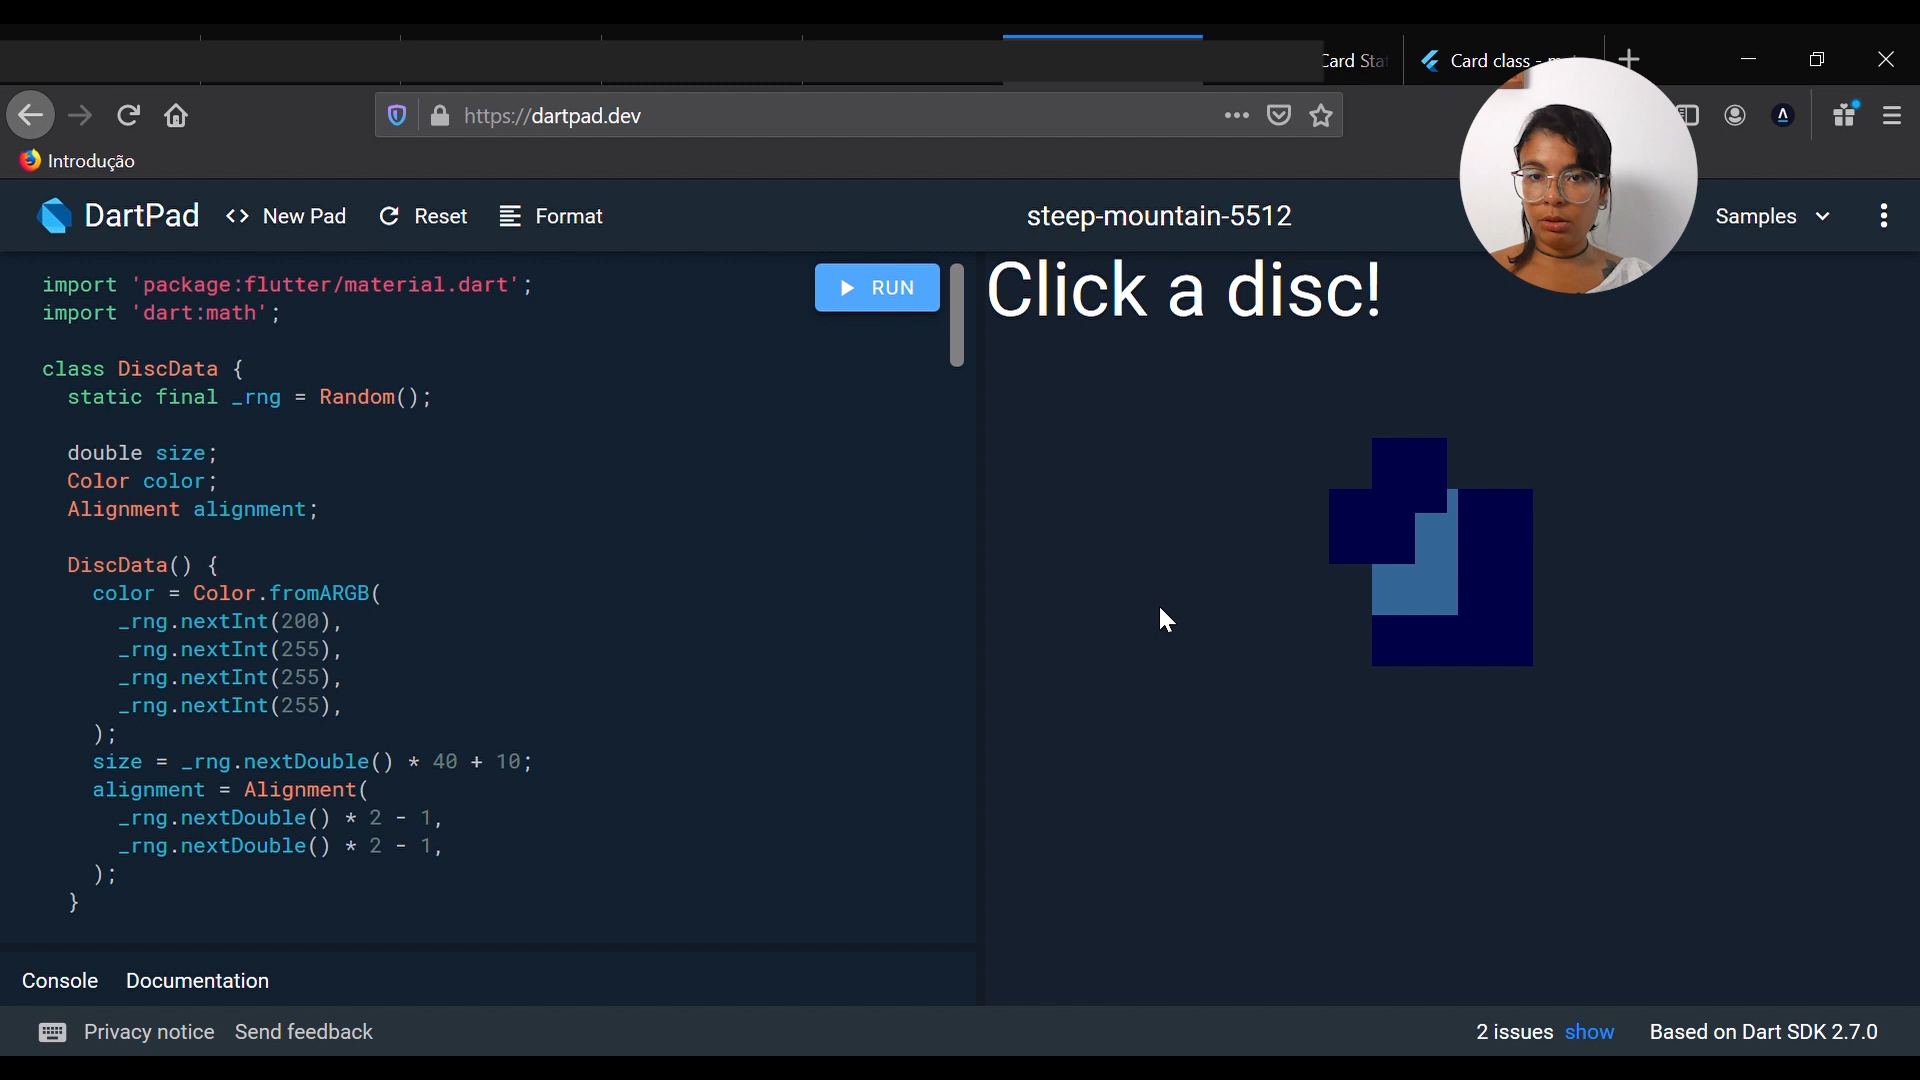 Card Sta
Card class - mat
https://dartpad.dev
Introdução
DartPad
<> New Pad
Reset
Format
steep-mountain-5512
Samples
import 'package:flutter/material.dart';
import 'dart:math';
class DiscData {
static final _rng = Random();
double size;
Color color;
Alignment alignment;
DiscData() {
color = Color.fromARGB(
_rng.nextInt(200),
_rng.nextInt(255),
_rng.nextInt(255),
_rng.nextInt(255),
);
size = _rng.nextDouble() * 40 + 10;
alignment = Alignment(
_rng.nextDouble() * 2 - 1,
_rng.nextDouble() * 2 - 1,
);
}
RUN
Click a disc!
Console
Documentation
Privacy notice
Send feedback
2 issues show
Based on Dart SDK 2.7.0